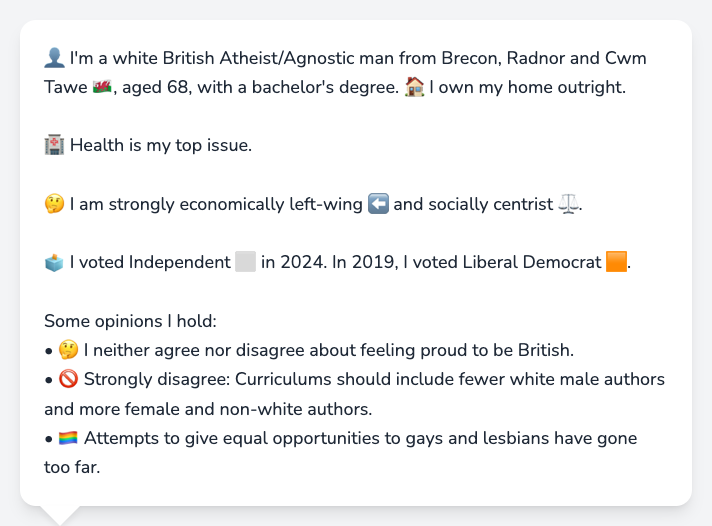 👤 I'm a white British Atheist/Agnostic man from Brecon, Radnor and Cwm
Tawe 🏴󠁧󠁢󠁷󠁬󠁳󠁿, aged 68, with a bachelor's degree. 🏠 I own my home outright.
🏥 Health is my top issue.
🤔 I am strongly economically left-wing ⬅️ and socially centrist ⚖️.
🗳️ I voted Independent ⬜ in 2024. In 2019, I voted Liberal Democrat 🟧.
Some opinions I hold:
• 🤔 I neither agree nor disagree about feeling proud to be British.
• 🚫 Strongly disagree: Curriculums should include fewer white male authors
and more female and non-white authors.
• 🏳️‍🌈 Attempts to give equal opportunities to gays and lesbians have gone
too far.